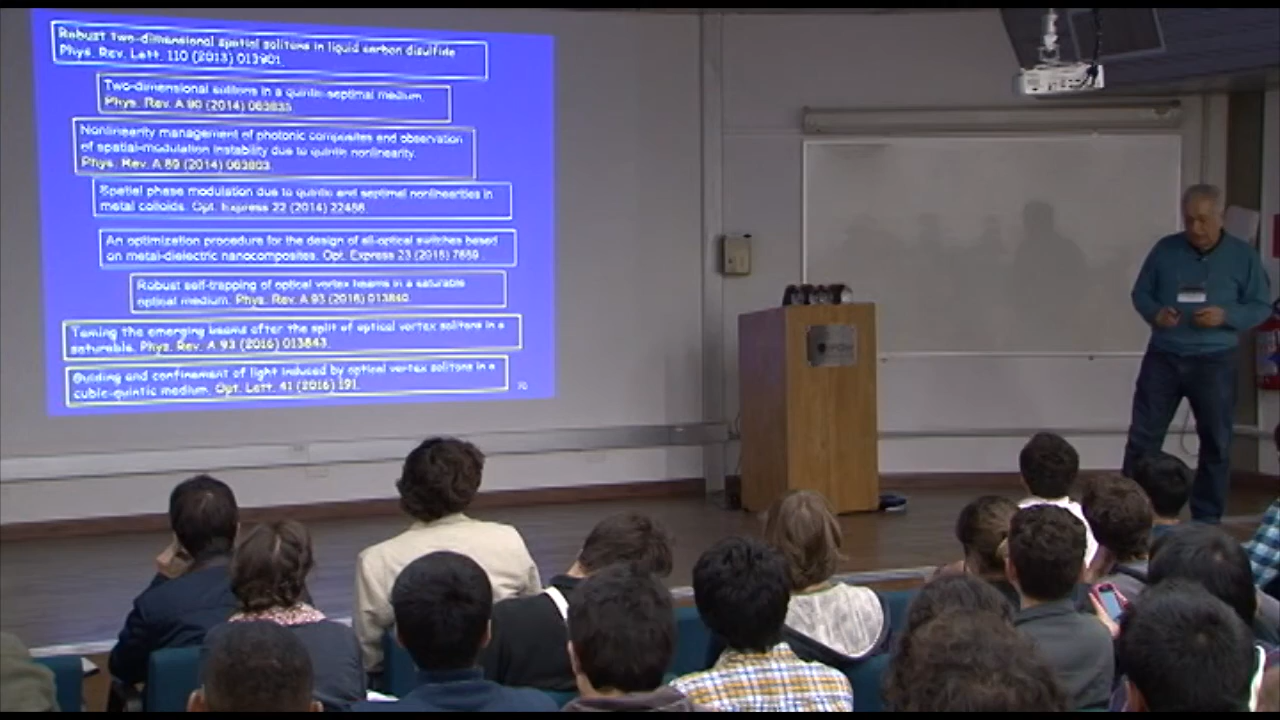 Robust two-dimensional spatial solitons in liquid carbon disulfide
Phys. Rev. Lett. 110 (2013) 013901.
Two-dimensional solitons in a quintic-septimal medium.
Phys. Rev. A 90 (2014) 063835
Nonlinearity management of photonic composites and observation
of spatial-modulation instability due to quintic nonlinearity.
Phys. Rev. A 89 (2014) 063803
Spatial phase modulation due to quintic and septimal nonlinearities in
metal colloids. Opt. Express 22 (2014) 22456.
An optimization procedure for the design of all-optical switches based
on metal-dielectric nanocomposites. Opt. Express 23 (2015) 7659
Robust self-trapping of optical vortex beams in a saturable
optical medium. Phys. Rev. A 93 (2016) 013840.
Taming the emerging beams after the split of optical vortex solitons in a
saturable. Phys. Rev. A 93 (2016) 013843
Guiding and confinement of light induced by optical vortex solitons in a
cubic-quintic medium. Opt. Lett. 41 (2016) 191.